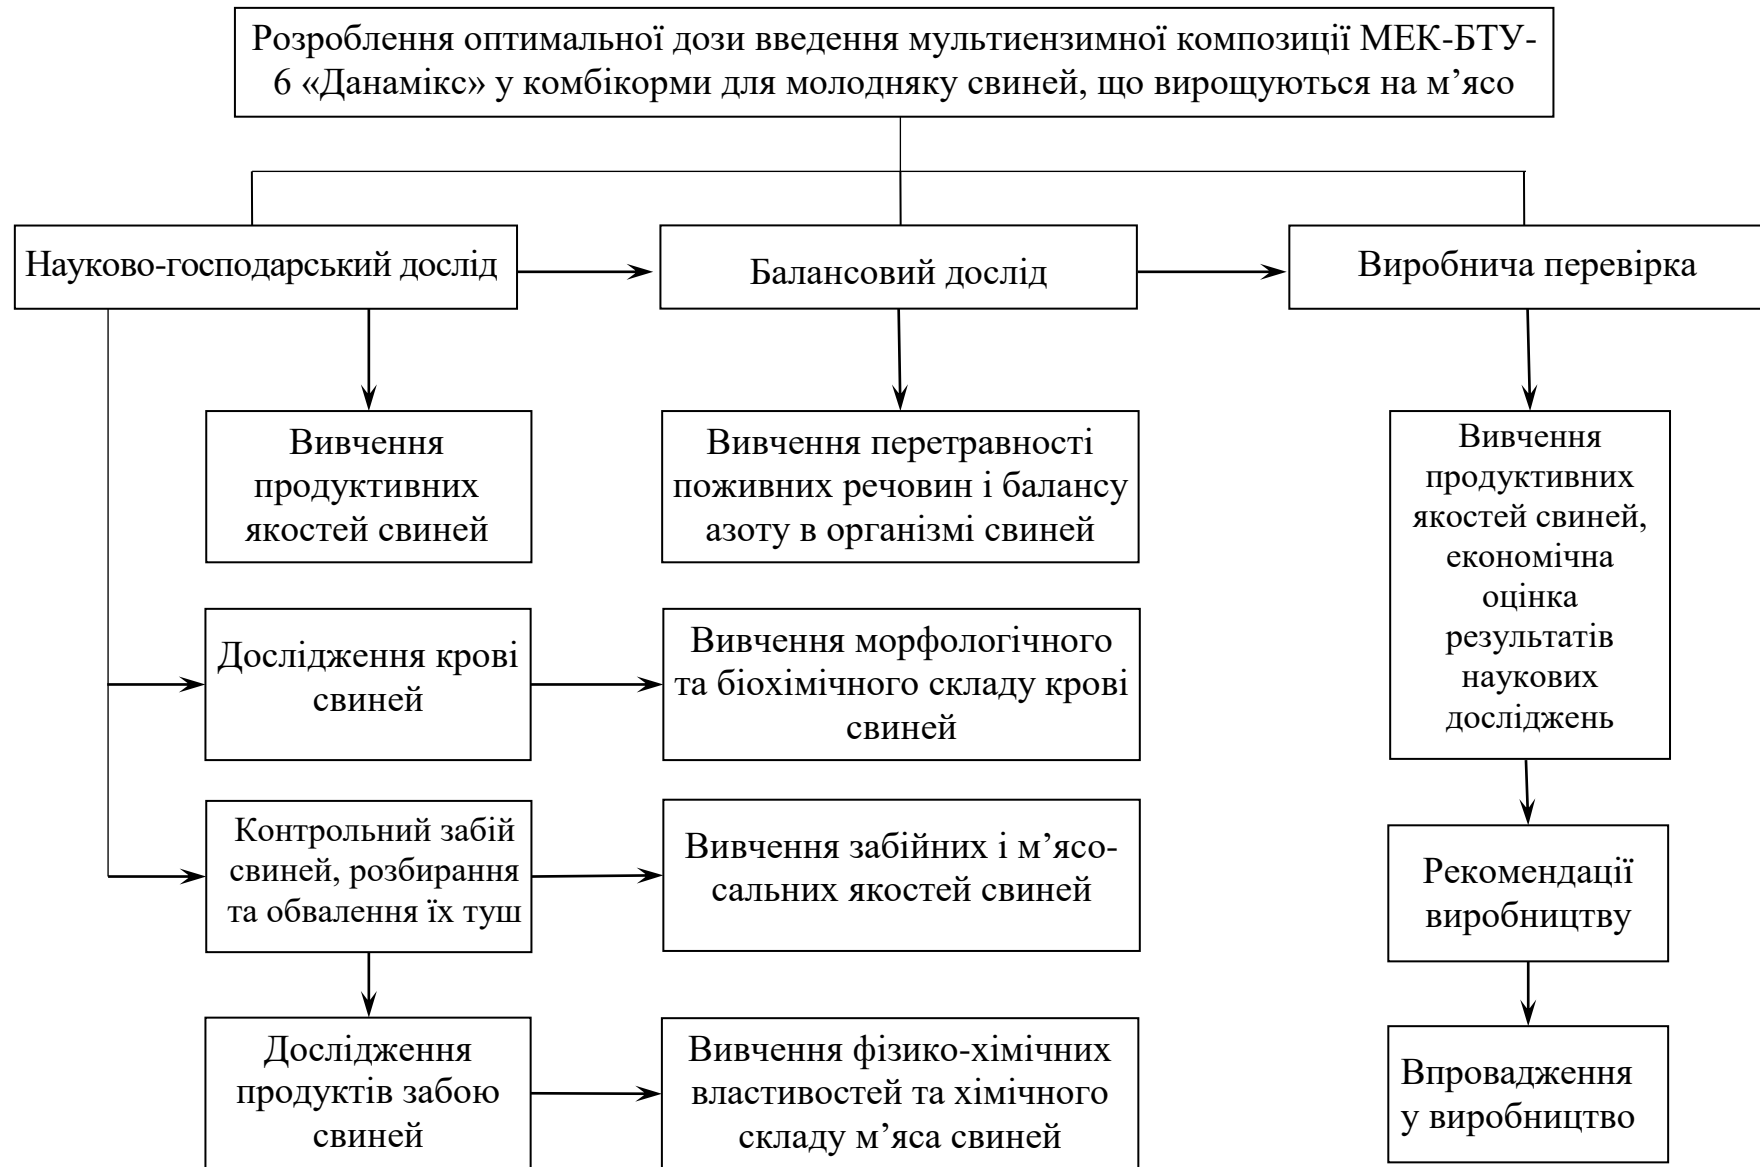 Розроблення оптимальної дози введення мультиензимної композиції МЕК-БТУ-
6 «Данамікс» у комбікорми для молодняку свиней, що вирощуються на м’ясо
Науково-господарський дослід
Балансовий дослід
Виробнича перевірка
Вивчення
продуктивних
якостей свиней
Вивчення перетравності
поживних речовин і балансу
азоту в організмі свиней
Вивчення
продуктивних
якостей свиней,
економічна
оцінка
результатів
наукових
досліджень
Дослідження крові
свиней
Вивчення морфологічного
та біохімічного складу крові
свиней
Контрольний забій
свиней, розбирання
та обвалення їх туш
Вивчення забійних і м’ясо-
сальних якостей свиней
Рекомендації
виробництву
Дослідження
продуктів забою
свиней
Вивчення фізико-хімічних
властивостей та хімічного
складу м’яса свиней
Впровадження
у виробництво